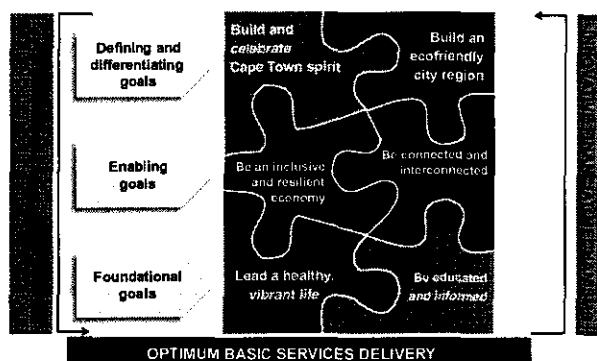 Defining and
differentiating
goals
Build and
celebrate
Cape Town spirit
Build an
ecofriendly
city region
Enabling
goals
Be an inclusive
and resilient
economy
Be connected and
interconnected
Foundational
goals
Lead a healthy,
vibrant life
Be educated
and informed
OPTIMUM BASIC SERVICES DELIVERY